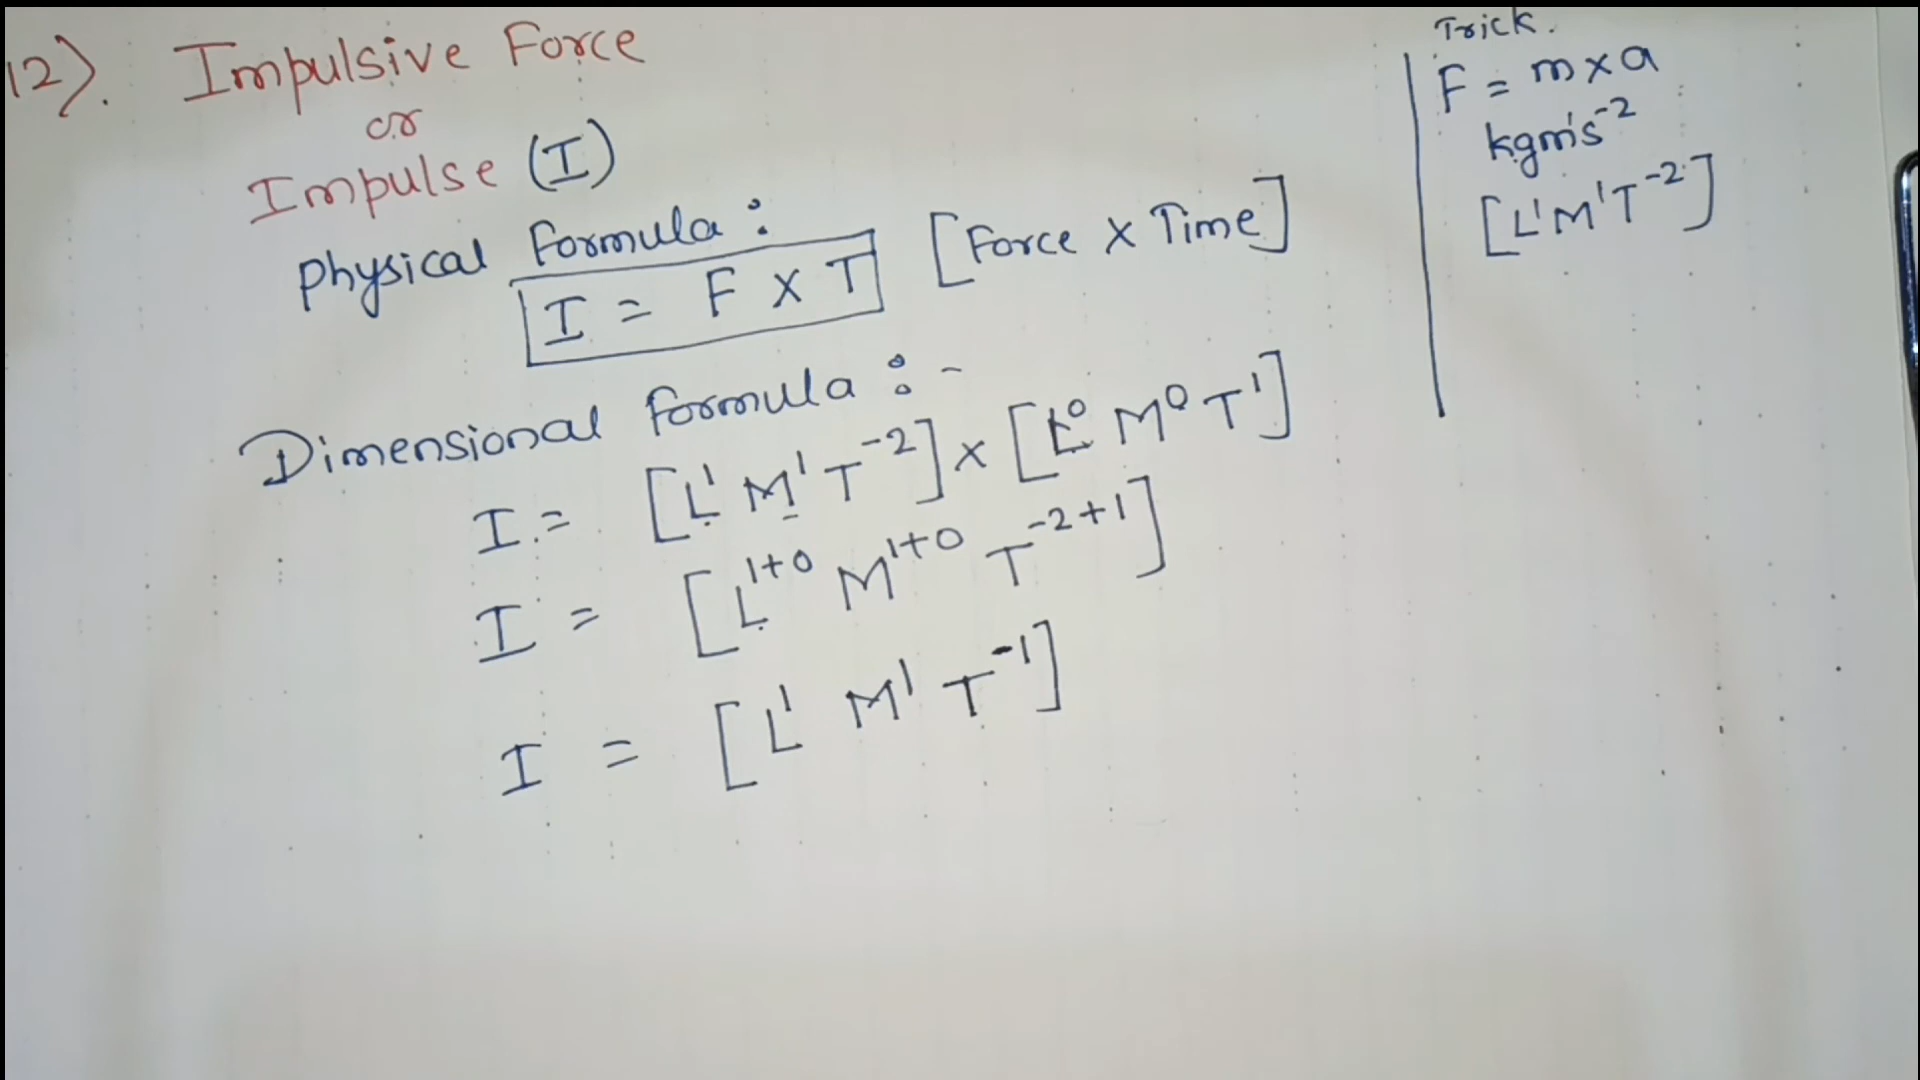 12). Impulsive Force
or
Impulse (I)
Physical Formula :
I = F X T [Force X Time]
Dimensional Formula :-
I = [L¹ M¹ T⁻²] x [L⁰ M⁰ T¹]
I = [L¹⁺⁰ M¹⁺⁰ T⁻²⁺¹]
I = [L¹ M¹ T⁻¹]
Trick.
F = m x a
kgm¹s⁻²
[L¹M¹T⁻²]